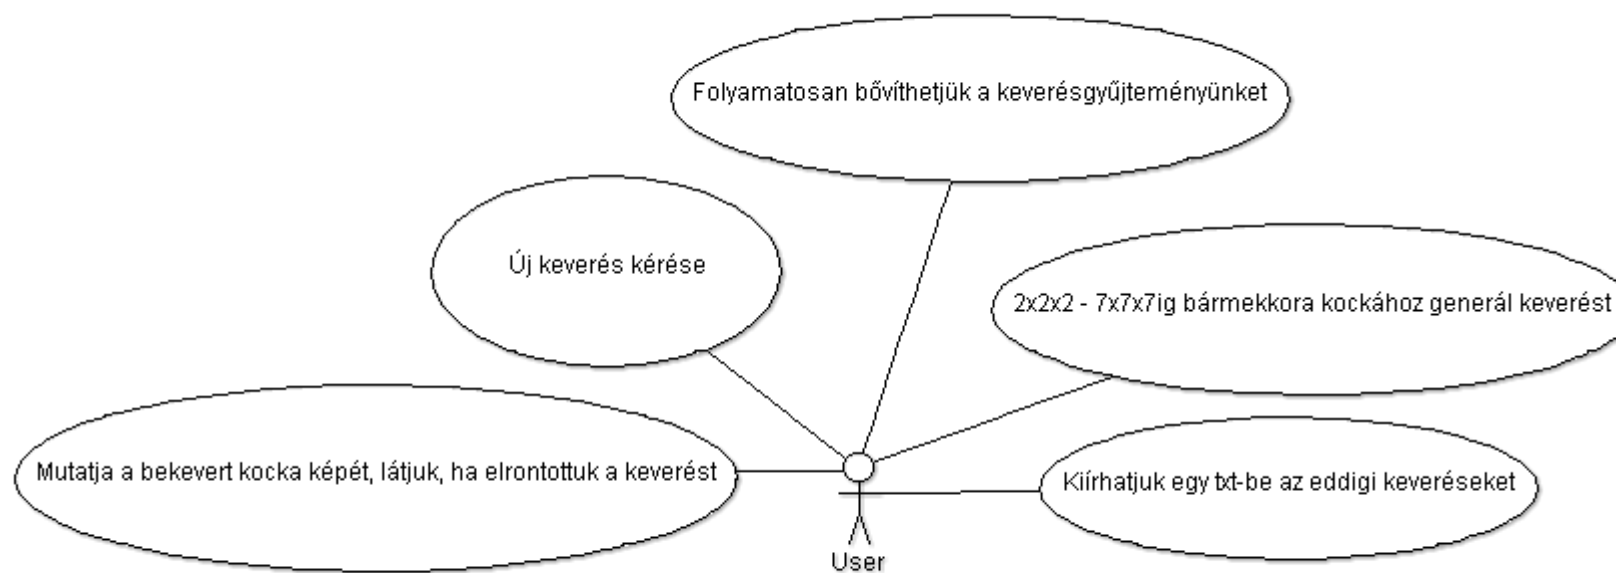 Folyamatosan bővíthetjük a keverésgyűjteményünket
Új keverés kérése
2x2x2 - 7x7x7ig bármekkora kockához generál keverést
Mutatja a bekevert kocka képét, látjuk, ha elrontottuk a keverést
Kiírhatjuk egy txt-be az eddigi keveréseket
User